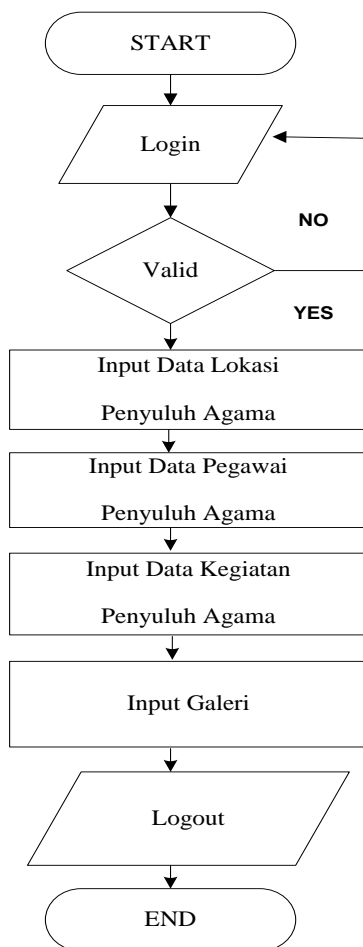 START
Login
NO
Valid
YES
Input Data Lokasi
Penyuluh Agama
Input Data Pegawai
Penyuluh Agama
Input Data Kegiatan
Penyuluh Agama
Input Galeri
Logout
END